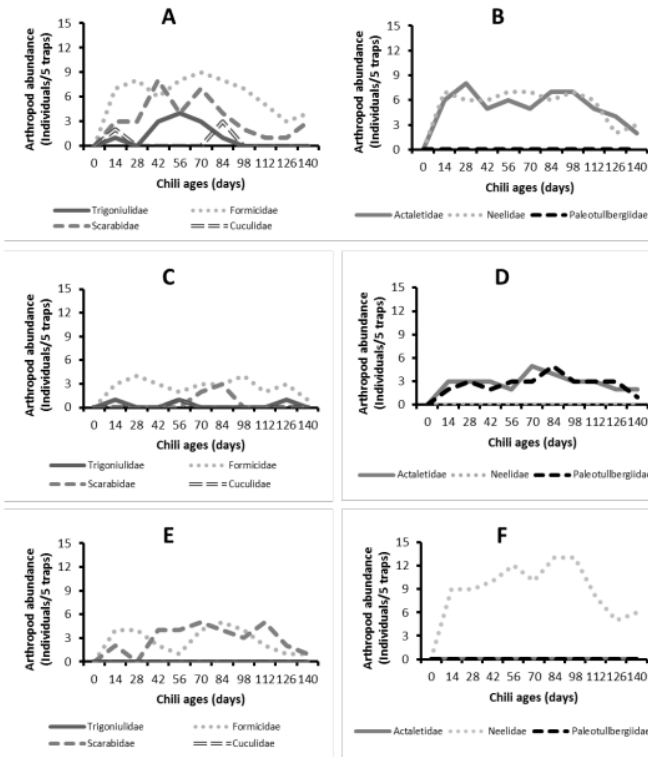 A
Arthropod abundance
(Individuals/5 traps)
15
12
9
6
3
0
0 14 28 42 56 70 84 98 112 126 140
Chili ages (days)
Trigoniulidae Formicidae
Scarabidae Cuculidae
B
Arthropod abundance
(Individuals/5 traps)
15
12
9
6
3
0
0 14 28 42 56 70 84 98 112 126 140
Chili ages (days)
Actaletidae Neelidae Paleotullbergiidae
C
Arthropod abundance
(Individuals/5 traps)
15
12
9
6
3
0
0 14 28 42 56 70 84 98 112 126 140
Chili ages (days)
Trigoniulidae Formicidae
Scarabidae Cuculidae
D
Arthropod abundance
(Individuals/5 traps)
15
12
9
6
3
0
0 14 28 42 56 70 84 98 112 126 140
Chili ages (days)
Actaletidae Neelidae Paleotullbergiidae
E
Arthropod abundance
(Individuals/5 traps)
15
12
9
6
3
0
0 14 28 42 56 70 84 98 112 126 140
Chili ages (days)
Trigoniulidae Formicidae
Scarabidae Cuculidae
F
Arthropod abundance
(Individuals/5 traps)
15
12
9
6
3
0
0 14 28 42 56 70 84 98 112 126 140
Chili ages (days)
Actaletidae Neelidae Paleotullbergiidae